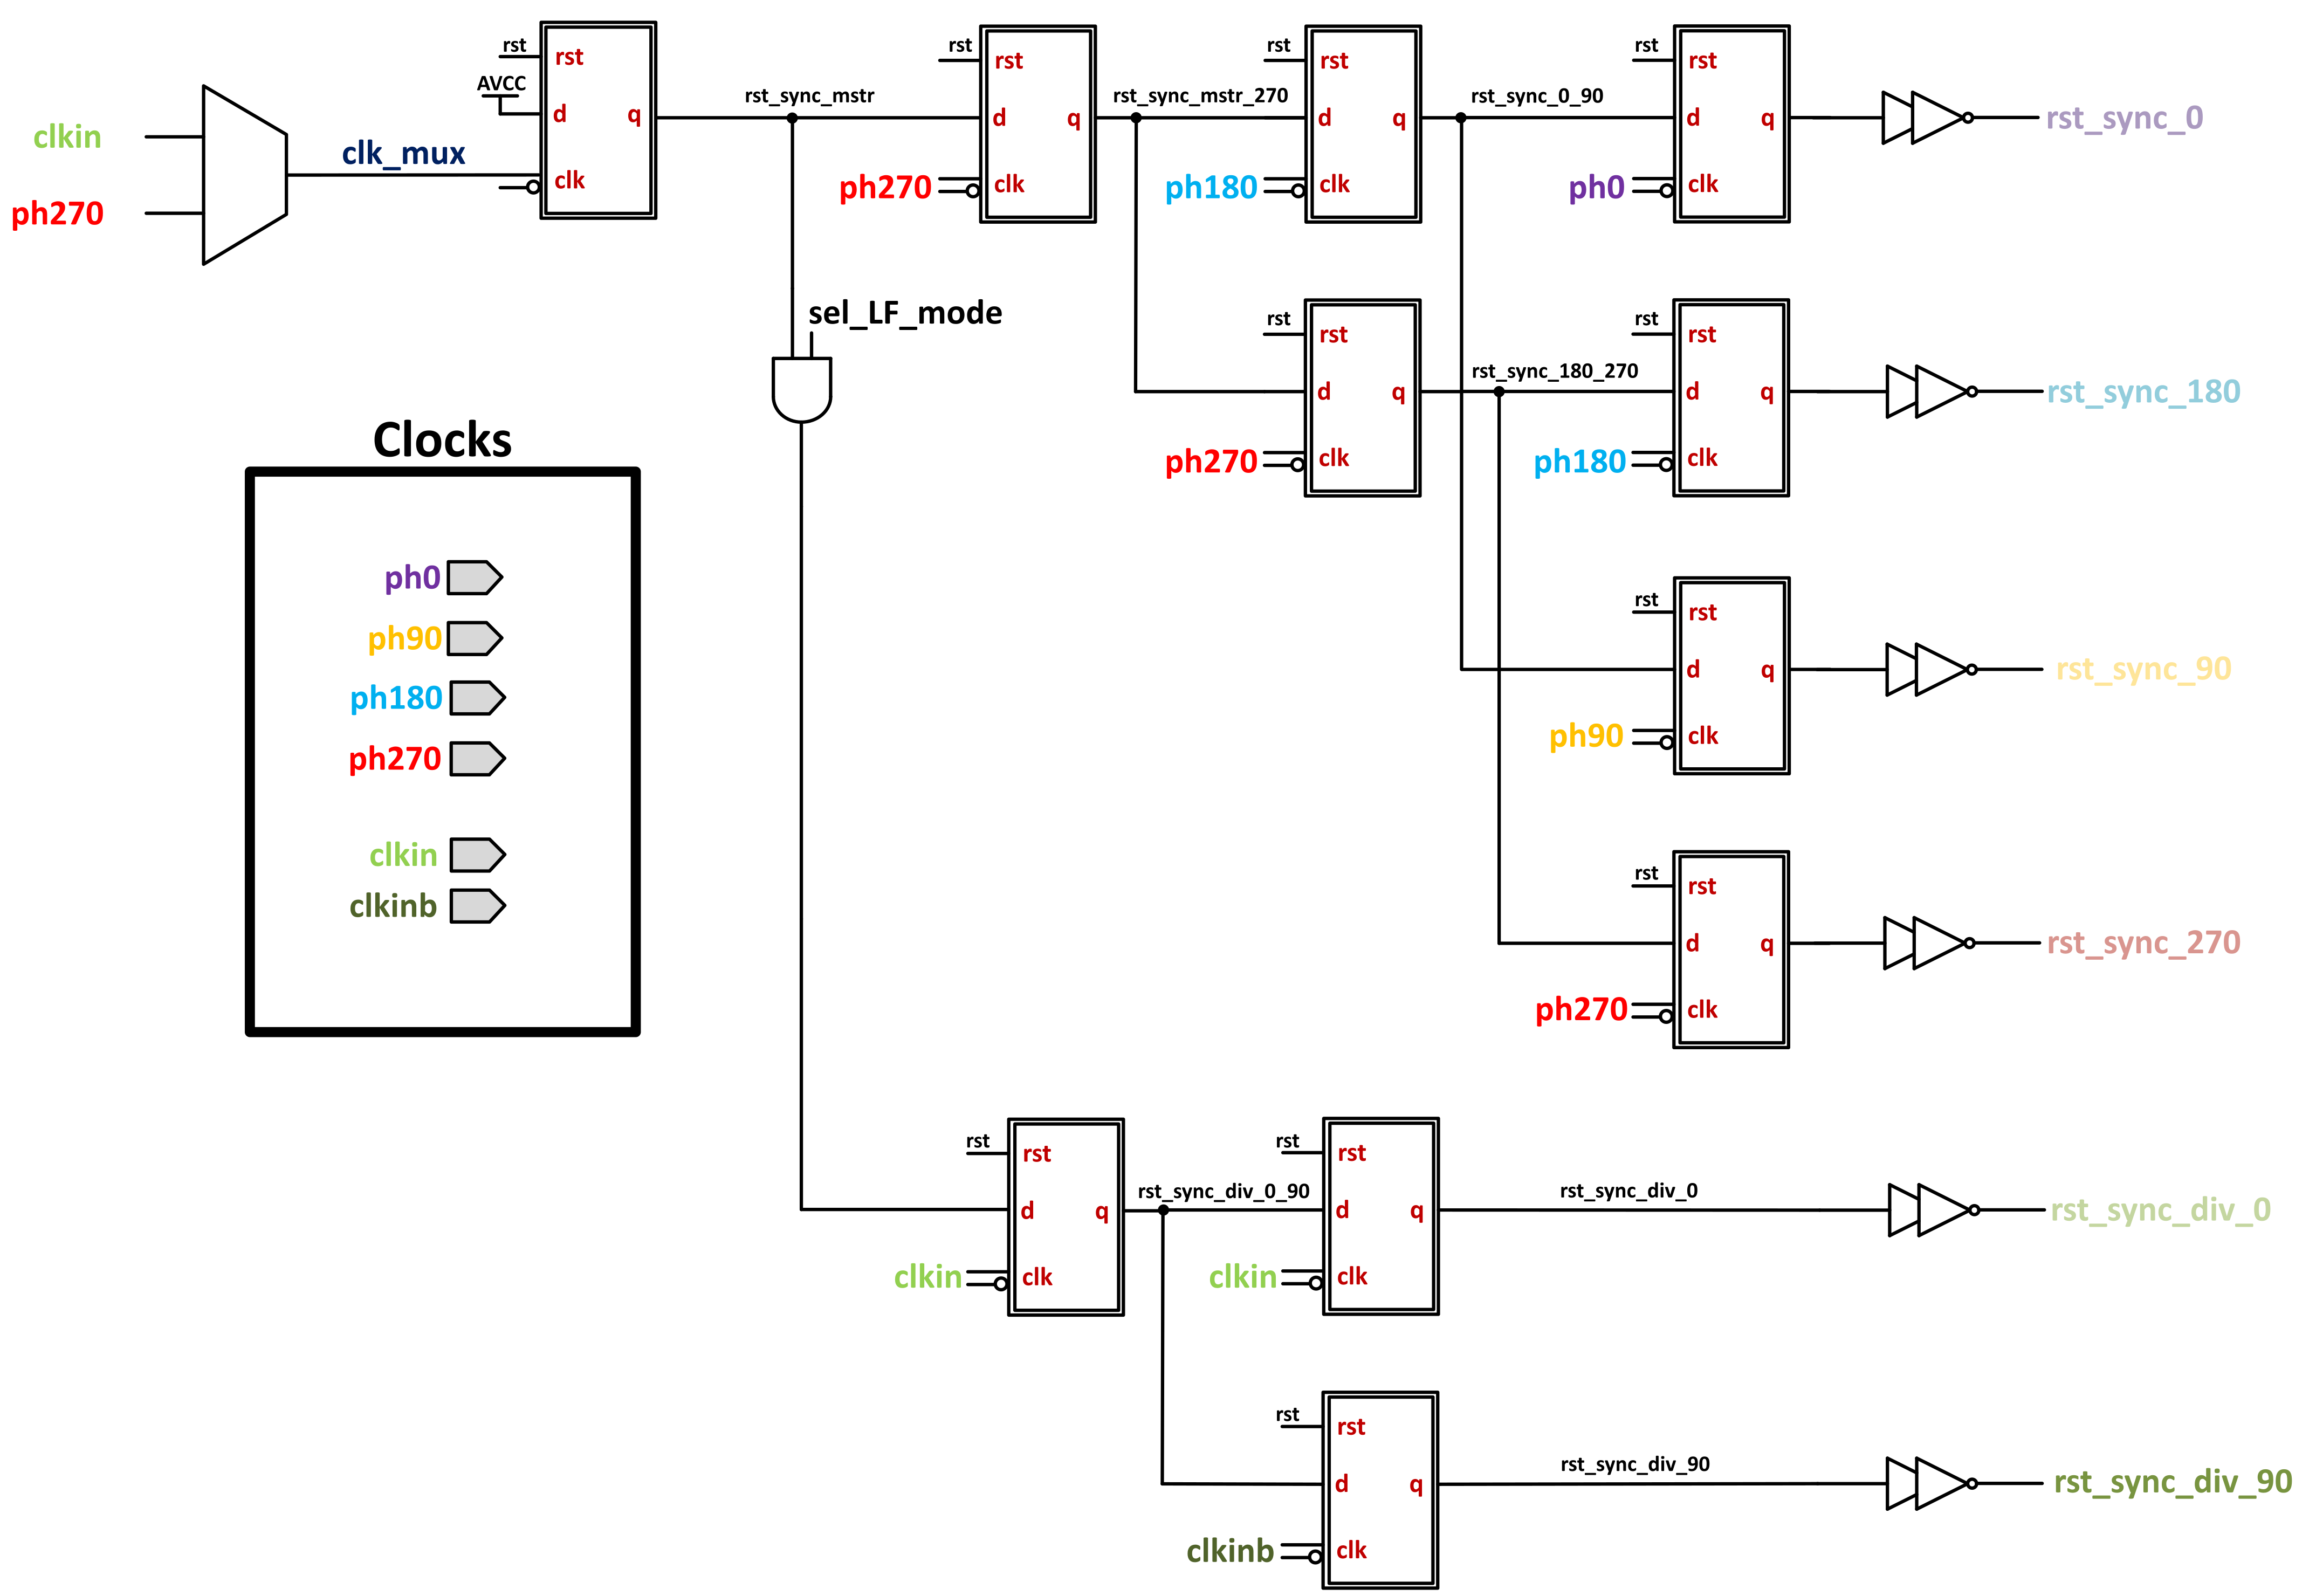 clkin
ph270
clk_mux
rst
AVCC
rst
d
q
clk
rst_sync_mstr
rst
rst
d
q
ph270
clk
rst_sync_mstr_270
rst
rst
d
q
ph180
clk
rst_sync_0_90
rst
rst
d
q
ph0
clk
rst_sync_0
sel_LF_mode
rst
rst
d
q
ph270
clk
rst_sync_180_270
rst
rst
d
q
ph180
clk
rst_sync_180
Clocks
ph0
ph90
ph180
ph270
clkin
clkinb
rst
rst
d
q
ph90
clk
rst_sync_90
rst
rst
d
q
ph270
clk
rst_sync_270
rst
rst
d
q
clkin
clk
rst_sync_div_0_90
rst
rst
d
q
clkin
clk
rst_sync_div_0
rst_sync_div_0
rst
rst
d
q
clkinb
clk
rst_sync_div_90
rst_sync_div_90